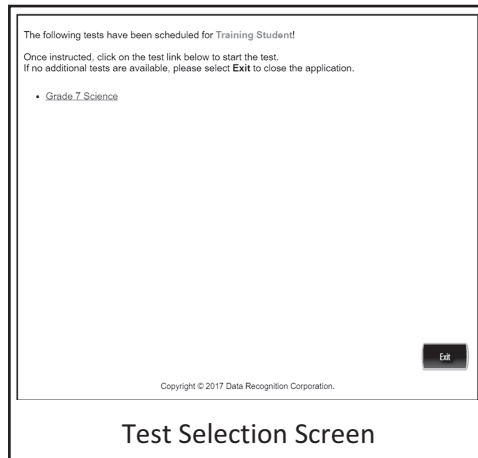 The following tests have been scheduled for Training Student!
Once instructed, click on the test link below to start the test.
If no additional tests are available, please select Exit to close the application.
• Grade 7 Science
Exit
Copyright © 2017 Data Recognition Corporation.
Test Selection Screen